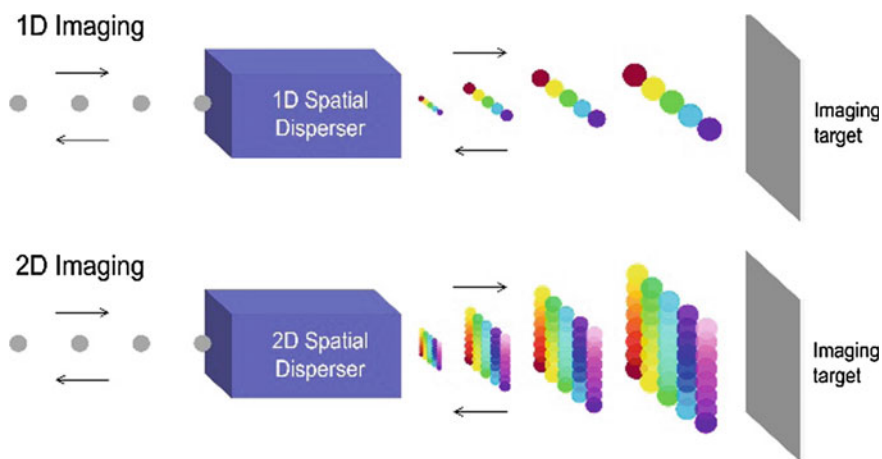 1D Imaging
1D Spatial
Disperser
Imaging
target
2D Imaging
2D Spatial
Disperser
Imaging
target